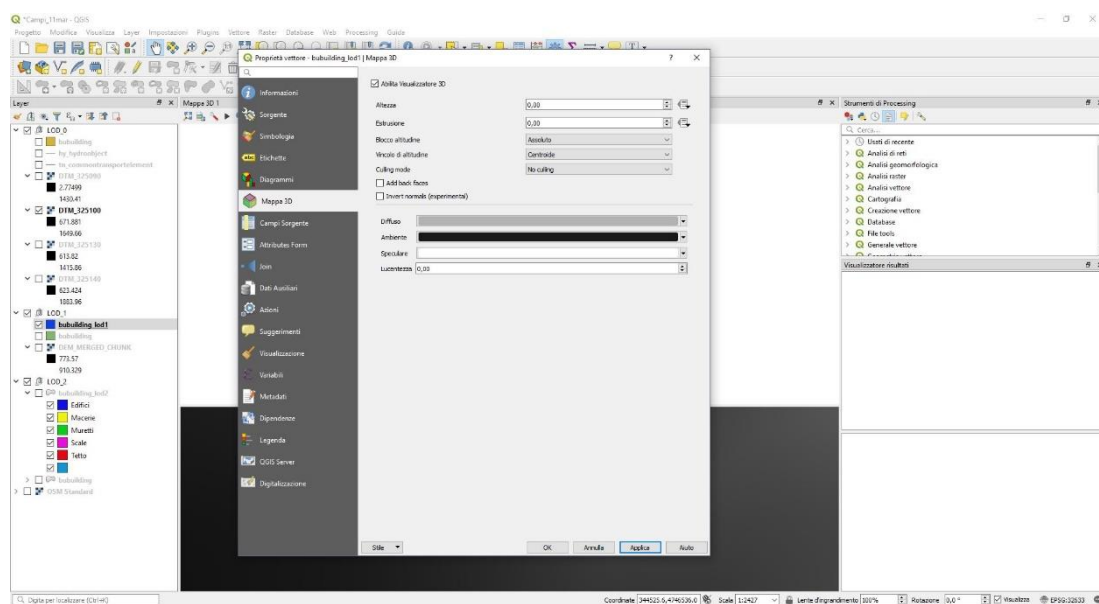 *Campi_11mar - QGIS
Progetto Modifica Visualizza Layer Impostazioni Plugins Vettore Raster Database Web Processing Guida
Layer
LOD_0
bubuilding
hy_hydroobject
tn_commontransportelement
DTM_325090
2.77499
1430.41
DTM_325100
671.881
1649.66
DTM_325130
613.82
1415.86
DTM_325140
623.424
1883.96
LOD_1
bubuilding_lod1
bubuilding
DEM_MERGED_CHUNK
773.57
910.329
LOD_2
bubuilding_lod2
Edifici
Macerie
Muretti
Scale
Tetto
bubuilding
OSM Standard
Mappa 3D 1
Proprietà vettore - bubuilding_lod1 | Mappa 3D
Informazioni
Sorgente
Simbologia
abc Etichette
Diagrammi
Mappa 3D
Campi Sorgente
Attributes Form
Join
Dati Ausiliari
Azioni
Suggerimenti
Visualizzazione
Variabili
Metadati
Dipendenze
Legenda
QGIS Server
Digitalizzazione
Abilita Visualizzatore 3D
Altezza 0,00
Estrusione 0,00
Blocco altitudine Assoluto
Vincolo di altitudine Centroide
Culling mode No culling
Add back faces
Invert normals (experimental)
Diffuso
Ambiente
Speculare
Lucentezza 0,00
Stile OK Annulla Applica Aiuto
Strumenti di Processing
Cerca...
Usati di recente
Analisi di reti
Analisi geomorfologica
Analisi raster
Analisi vettore
Cartografia
Creazione vettore
Database
File tools
Generale vettore
Visualizzatore risultati
Digita per localizzare (Ctrl+K)
Coordinate 344525.6,4746536.0 Scala 1:2427 Lente d'ingrandimento 100% Rotazione 0,0 ° Visualizza EPSG:32633